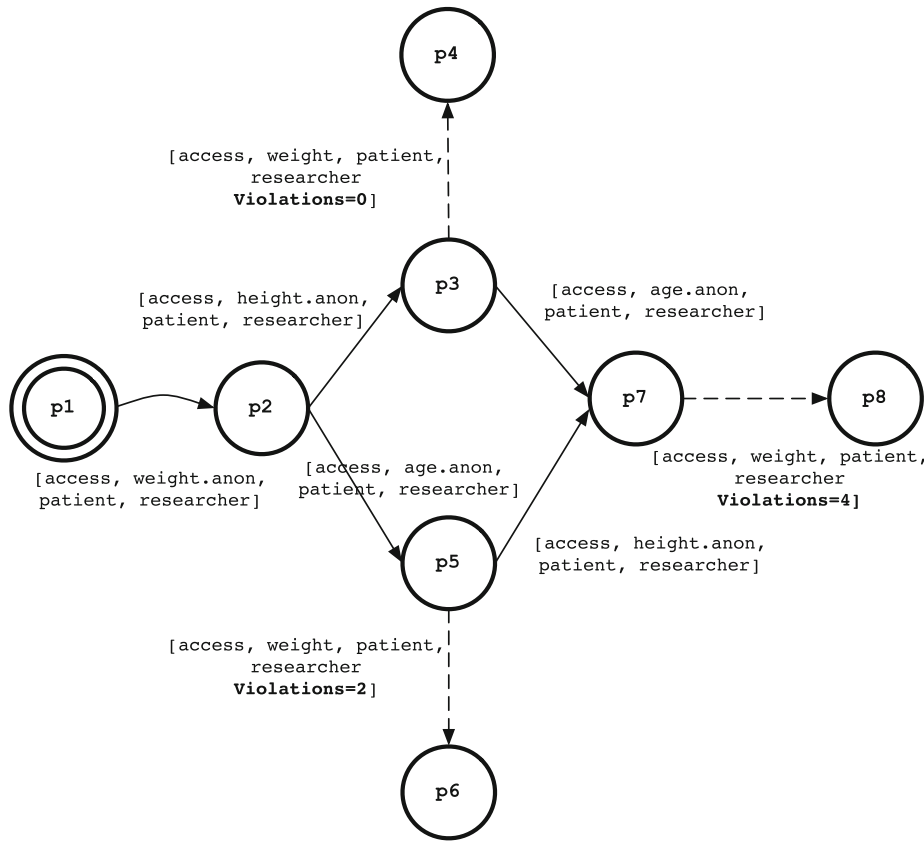 p4
[access, weight, patient,
researcher
Violations=0]
p3
[access, height.anon,
patient, researcher]
[access, age.anon,
patient, researcher]
p1
p2
p7
p8
[access, weight.anon,
patient, researcher]
[access, age.anon,
patient, researcher]
[access, weight, patient,
researcher
Violations=4]
p5
[access, height.anon,
patient, researcher]
[access, weight, patient,
researcher
Violations=2]
p6